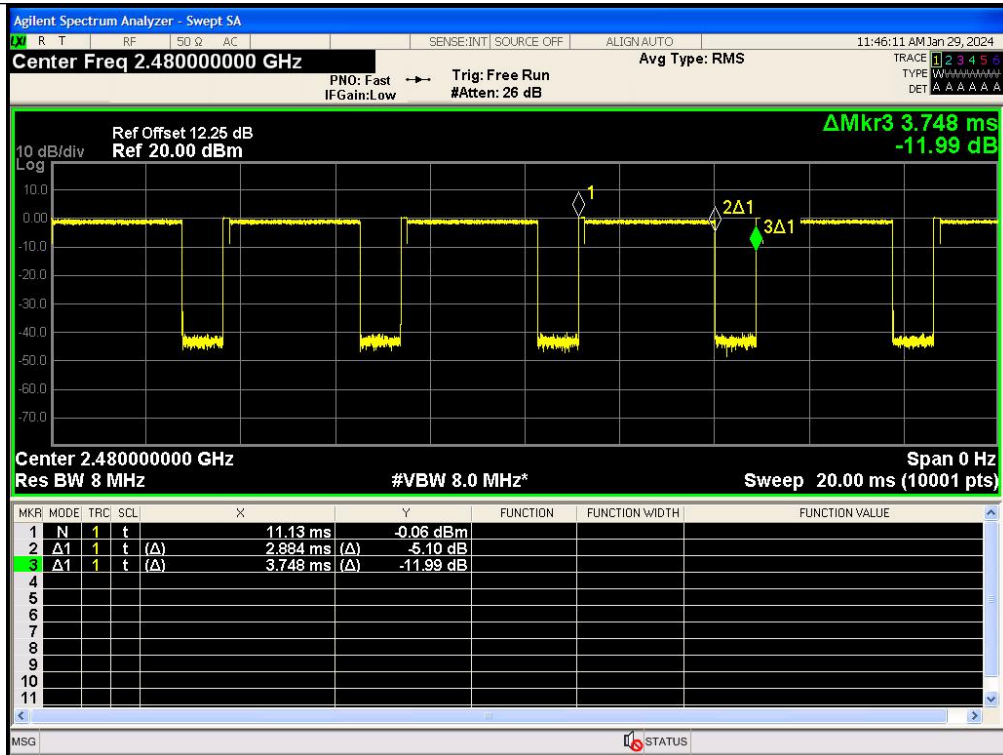 Agilent Spectrum Analyzer - Swept SA
LXI R T RF 50 Ω AC SENSE:INT SOURCE OFF ALIGN AUTO 11:46:11 AM Jan 29, 2024
Center Freq 2.480000000 GHz Avg Type: RMS TRACE 1 2 3 4 5 6
PNO: Fast Trig: Free Run TYPE WWWWWW
IFGain:Low #Atten: 26 dB DET A A A A A A
ΔMkr3 3.748 ms
-11.99 dB
Ref Offset 12.25 dB
10 dB/div Ref 20.00 dBm
Log
10.0
0.00
-10.0
-20.0
-30.0
-40.0
-50.0
-60.0
-70.0
1
2Δ1
3Δ1
Center 2.480000000 GHz Span 0 Hz
Res BW 8 MHz #VBW 8.0 MHz* Sweep 20.00 ms (10001 pts)
MKR MODE TRC SCL X Y FUNCTION FUNCTION WIDTH FUNCTION VALUE
1 N 1 t 11.13 ms -0.06 dBm
2 Δ1 1 t (Δ) 2.884 ms (Δ) -5.10 dB
3 Δ1 1 t (Δ) 3.748 ms (Δ) -11.99 dB
4
5
6
7
8
9
10
11
MSG STATUS